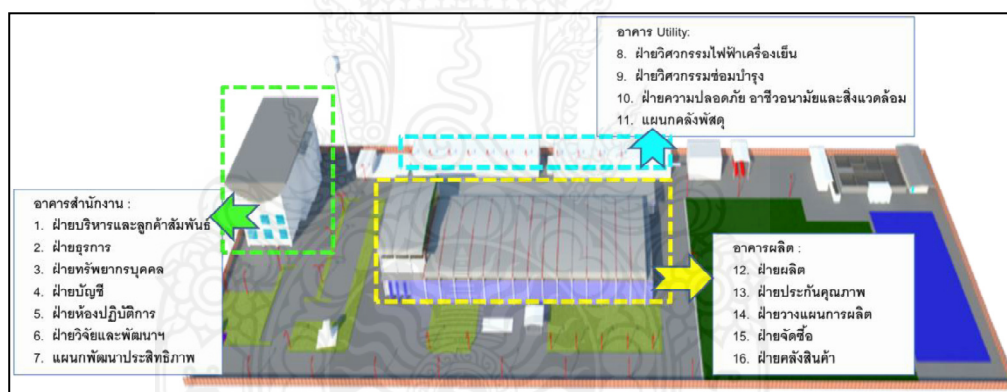 อาคาร Utility:
8. ฝ่ายวิศวกรรมไฟฟ้าเครื่องเย็น
9. ฝ่ายวิศวกรรมซ่อมบำรุง
10. ฝ่ายความปลอดภัย อาชีวอนามัยและสิ่งแวดล้อม
11. แผนกคลังพัสดุ
อาคารสำนักงาน :
1. ฝ่ายบริหารและลูกค้าสัมพันธ์
2. ฝ่ายธุรการ
3. ฝ่ายทรัพยากรบุคคล
4. ฝ่ายบัญชี
5. ฝ่ายห้องปฏิบัติการ
6. ฝ่ายวิจัยและพัฒนาฯ
7. แผนกพัฒนาประสิทธิภาพ
อาคารผลิต :
12. ฝ่ายผลิต
13. ฝ่ายประกันคุณภาพ
14. ฝ่ายวางแผนการผลิต
15. ฝ่ายจัดซื้อ
16. ฝ่ายคลังสินค้า